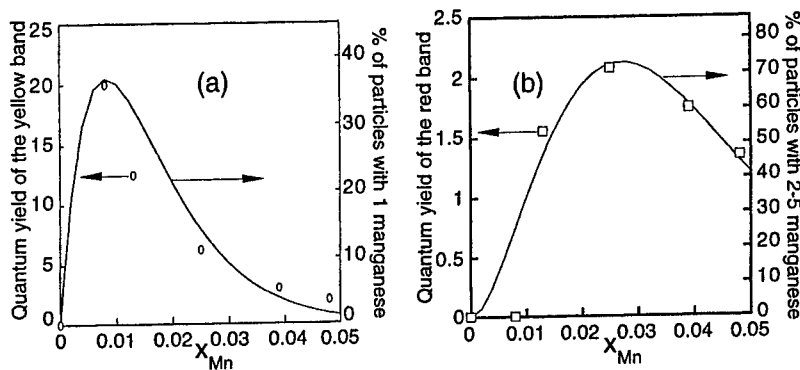 25
20
15
10
5
0
Quantum yield of the yellow band
(a)
40
30
20
10
0
% of particles with 1 manganese
0 0.01 0.02 0.03 0.04 0.05
X_Mn
2.5
2
1.5
1
0.5
0
Quantum yield of the red band
(b)
80
70
60
50
40
30
20
10
0
% of particles with 2-5 manganese
0 0.01 0.02 0.03 0.04 0.05
X_Mn